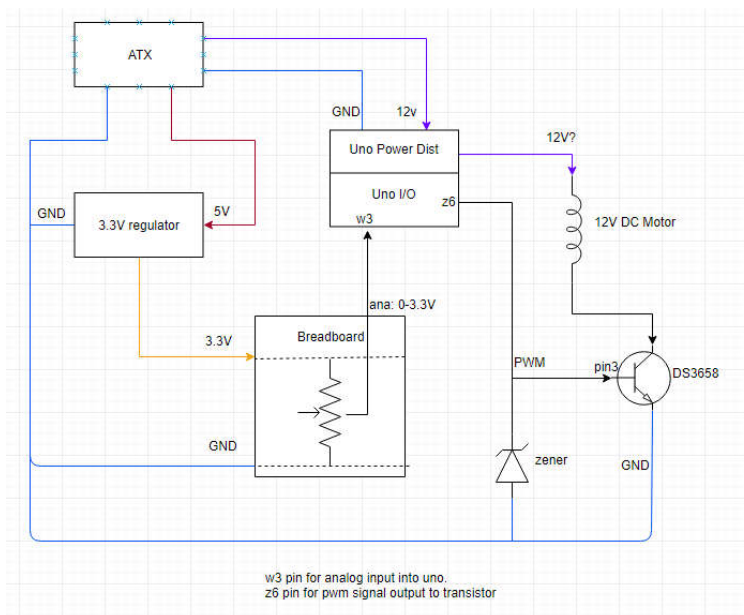 ATX
GND
12v
Uno Power Dist
12V?
Uno I/O
z6
w3
GND
5V
3.3V regulator
12V DC Motor
ana: 0-3.3V
Breadboard
3.3V
PWM
pin3
DS3658
GND
zener
GND
w3 pin for analog input into uno.
z6 pin for pwm signal output to transistor